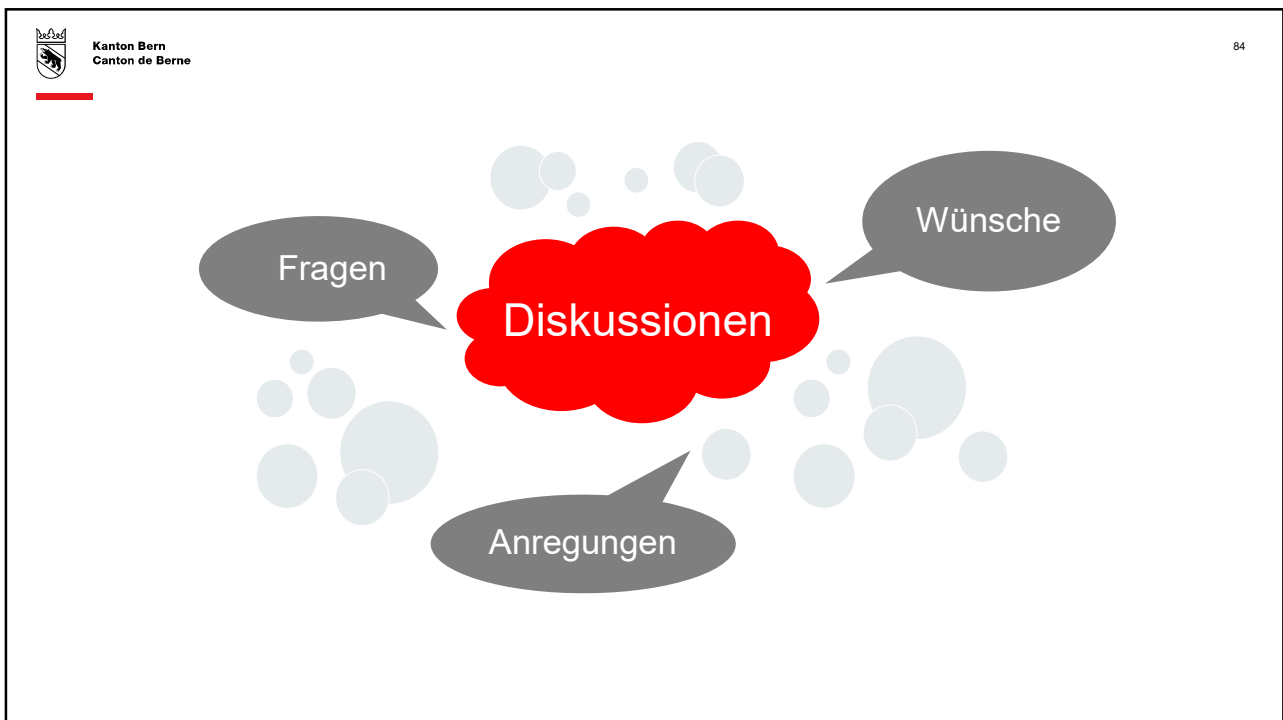 Kanton Bern
Canton de Berne
84
Fragen
Wünsche
Diskussionen
Anregungen